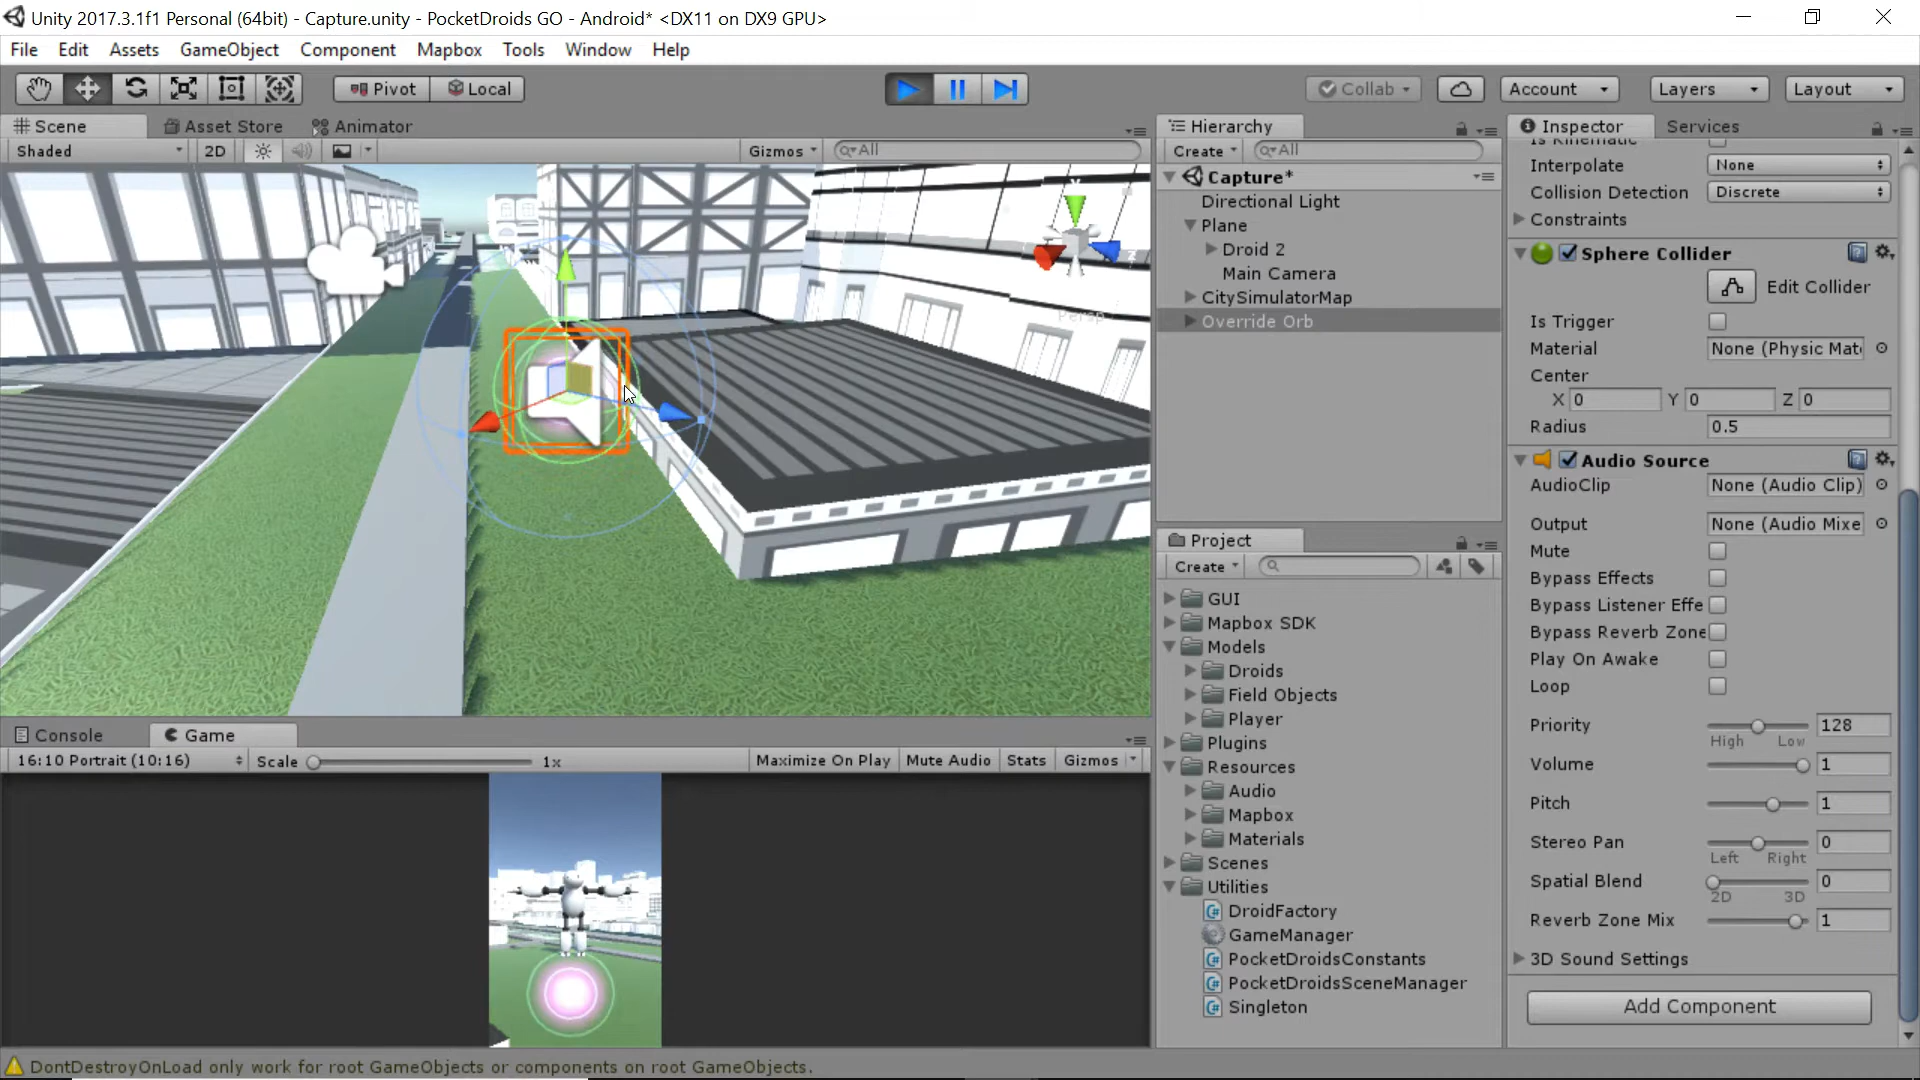 Unity 2017.3.1f1 Personal (64bit) - Capture.unity - PocketDroids GO - Android* <DX11 on DX9 GPU>
File Edit Assets GameObject Component Mapbox Tools Window Help
Pivot Local Collab Account Layers Layout
Scene Asset Store Animator
Shaded 2D Gizmos All
Persp
Hierarchy
Create All
Capture*
Directional Light
Plane
Droid 2
Main Camera
CitySimulatorMap
Override Orb
Project
Create
GUI
Mapbox SDK
Models
Droids
Field Objects
Player
Plugins
Resources
Audio
Mapbox
Materials
Scenes
Utilities
DroidFactory
GameManager
PocketDroidsConstants
PocketDroidsSceneManager
Singleton
Inspector Services
Is Kinematic
Interpolate None
Collision Detection Discrete
Constraints
Sphere Collider
Edit Collider
Is Trigger
Material None (Physic Mat
Center
X 0 Y 0 Z 0
Radius 0.5
Audio Source
AudioClip None (Audio Clip)
Output None (Audio Mixe
Mute
Bypass Effects
Bypass Listener Effe
Bypass Reverb Zone
Play On Awake
Loop
Priority 128
High Low
Volume 1
Pitch 1
Stereo Pan 0
Left Right
Spatial Blend 0
2D 3D
Reverb Zone Mix 1
3D Sound Settings
Add Component
Console Game
16:10 Portrait (10:16) Scale 1x Maximize On Play Mute Audio Stats Gizmos
DontDestroyOnLoad only work for root GameObjects or components on root GameObjects.